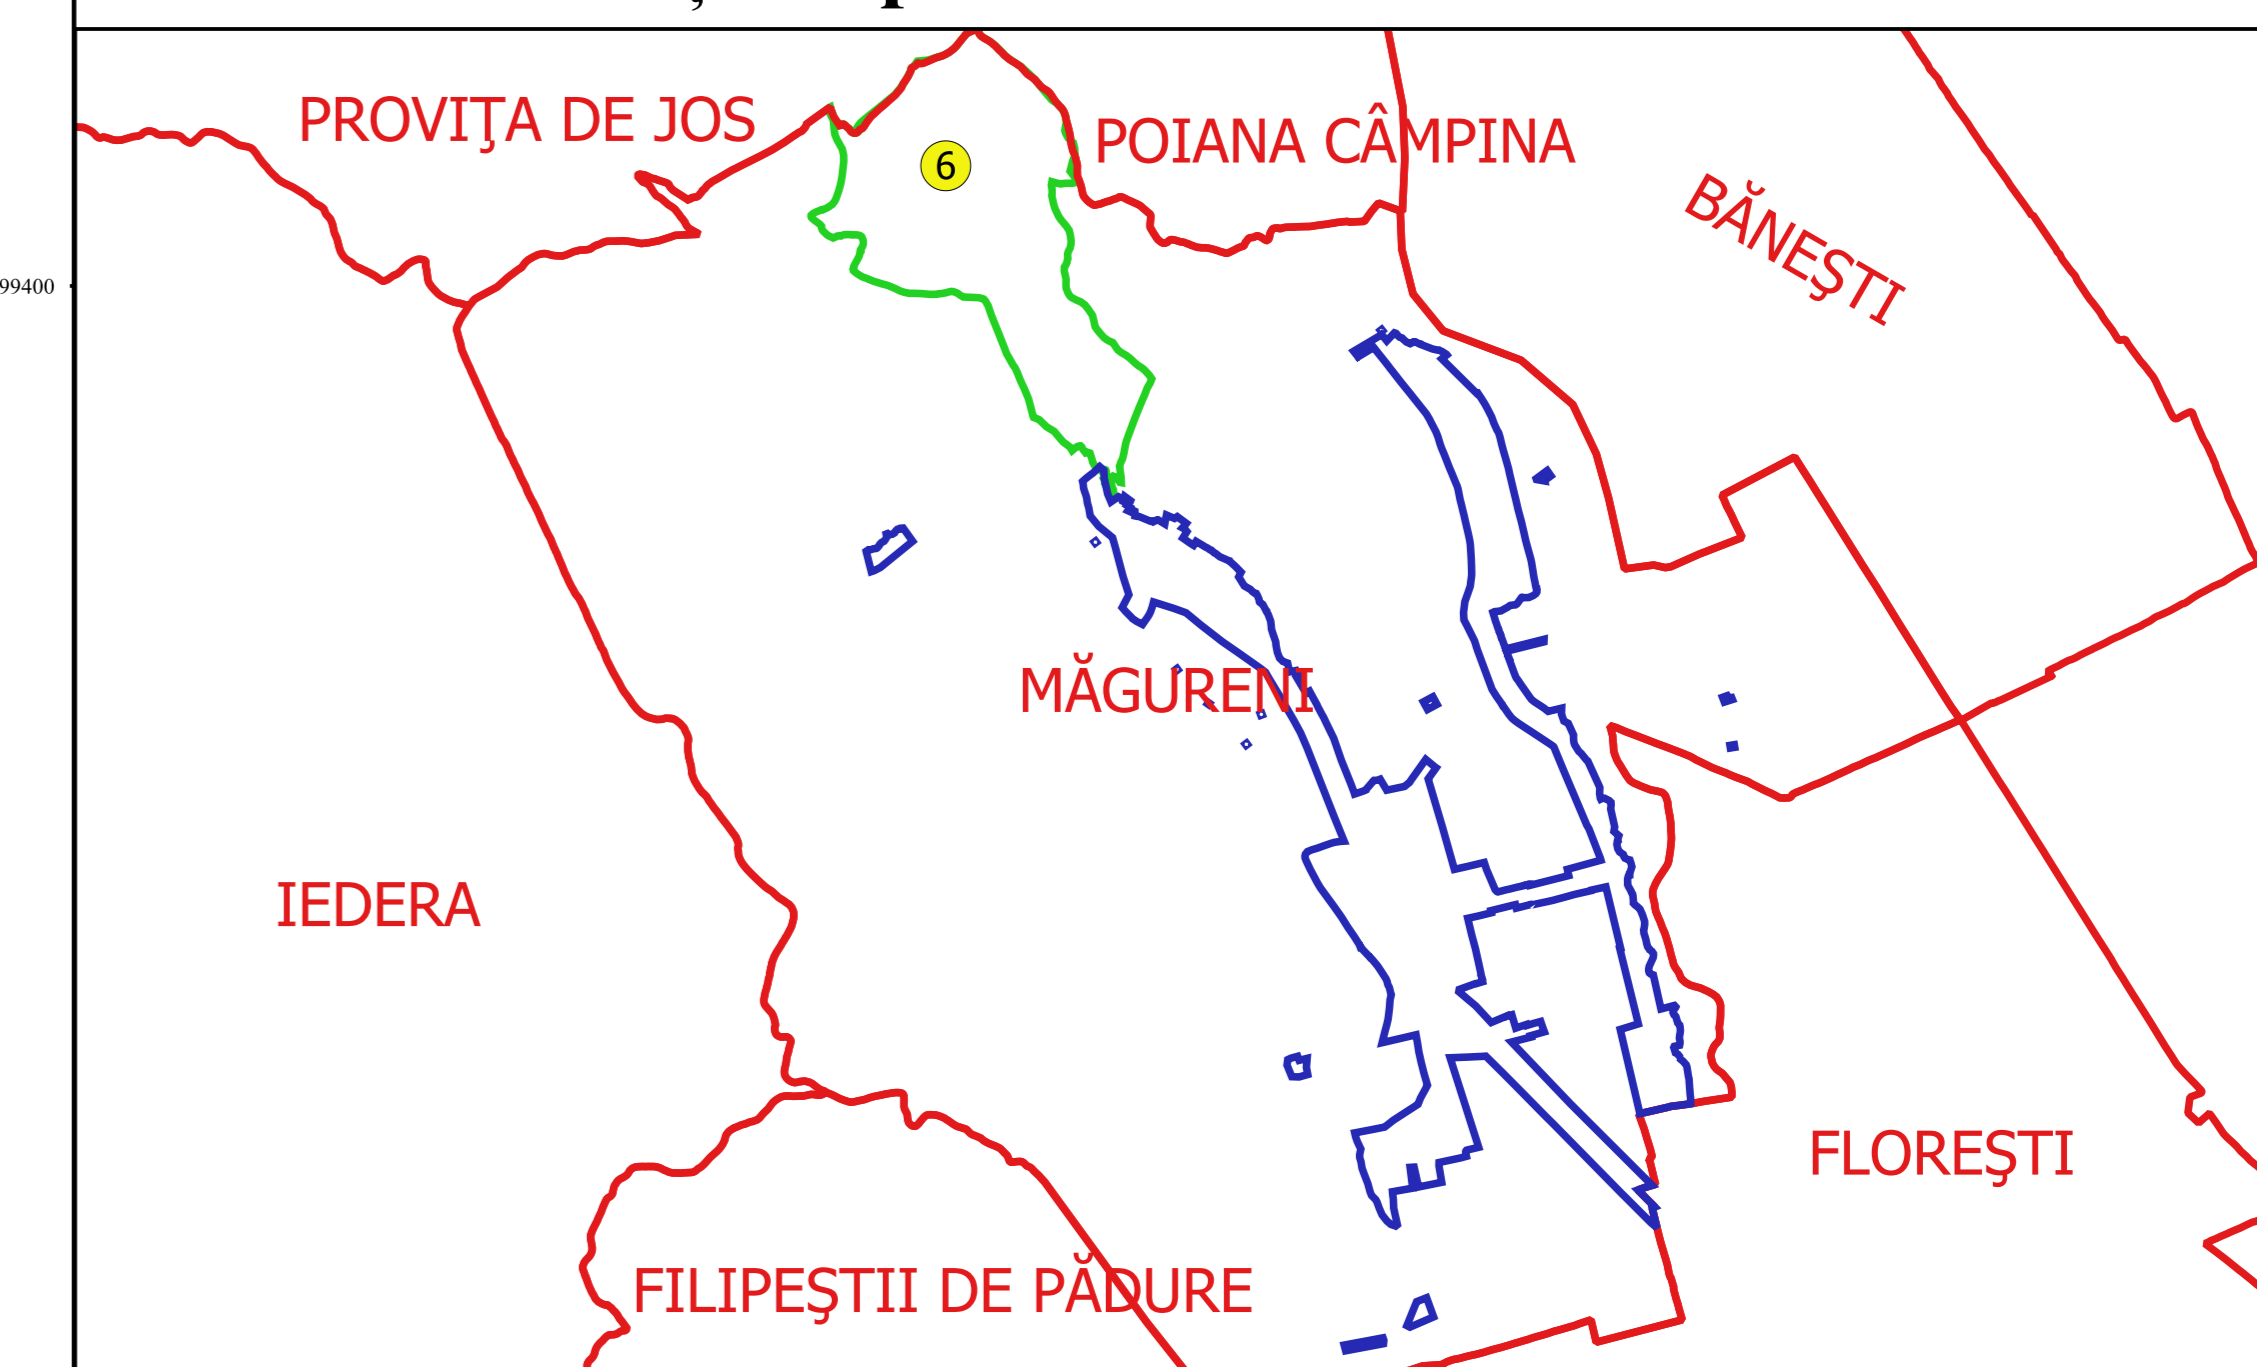 PROVIŢA DE JOS
POIANA CÂMPINA
6
BĂNEŞTI
99400
MĂGURENI
IEDERA
FLOREŞTI
FILIPEŞTII DE PĂDURE